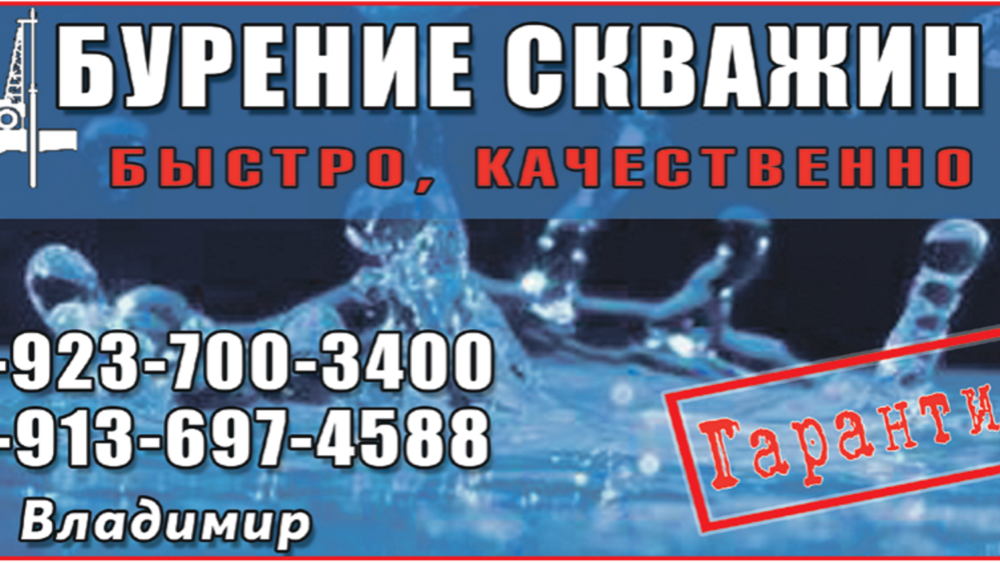 БУРЕНИЕ СКВАЖИН
БЫСТРО, КАЧЕСТВЕННО
-923-700-3400
-913-697-4588
Гаранти
Владимир